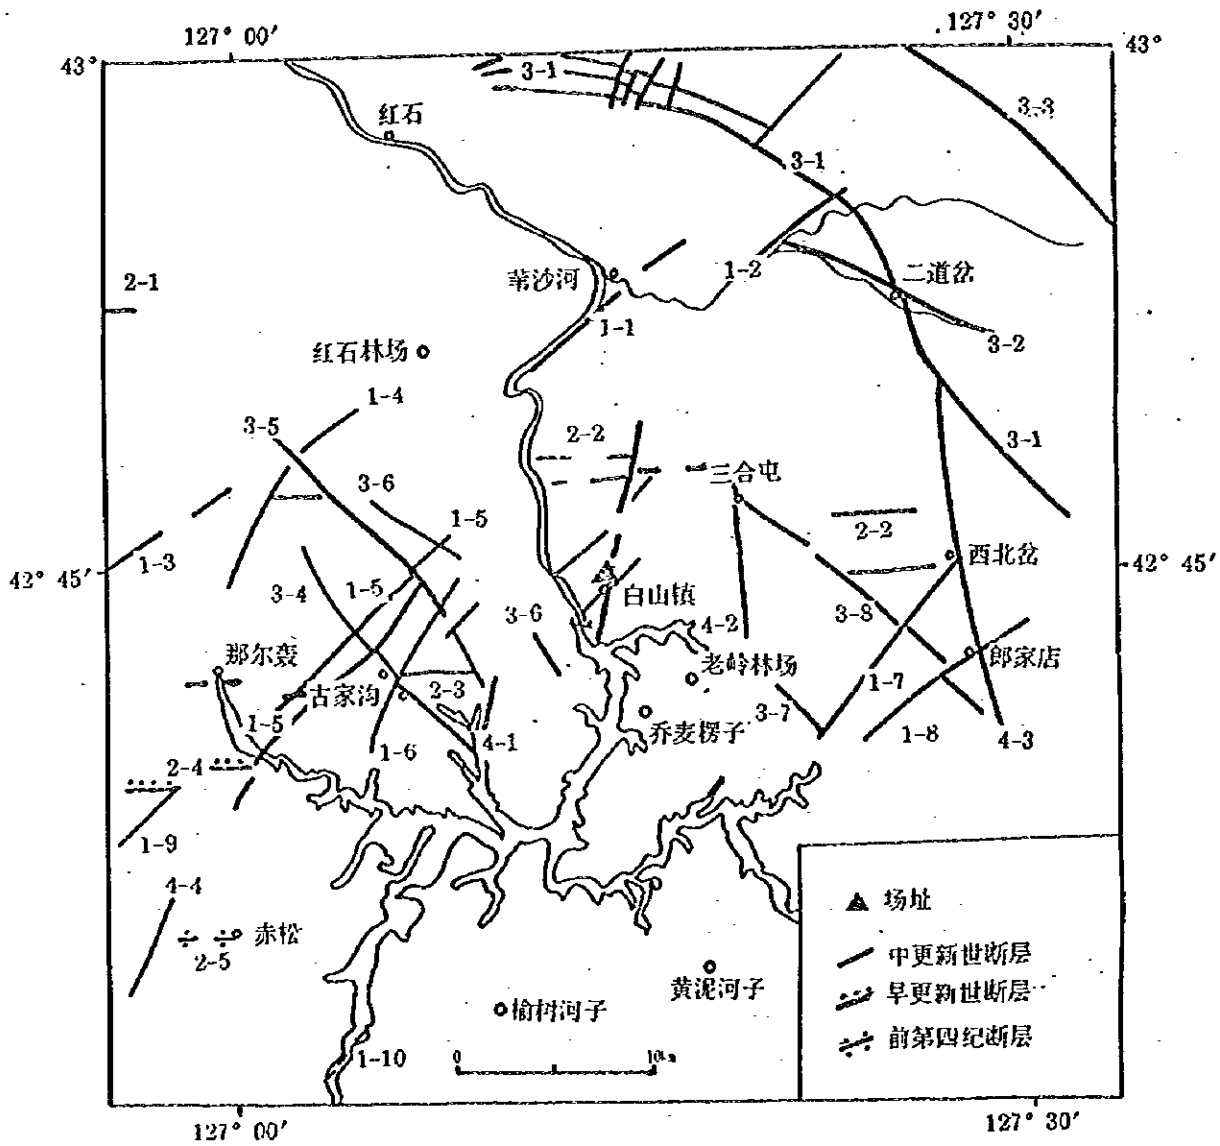 127° 00′
127° 30′
43°
43°
3-1
3-3
红石
3-1
2-1
苇沙河
1-2
二道岔
1-1
3-2
红石林场
1-4
3-5
2-2
3-1
3-6
三合屯
1-5
2-2
1-3
西北岔
42° 45′
42° 45′
3-4
1-5
3-6
白山镇
4-2
3-8
那尔轰
老岭林场
郎家店
古家沟
2-3
1-7
3-7
1-5
1-6
4-1
乔麦楞子
1-8
4-3
2-4
1-9
4-4
场址
赤松
2-5
中更新世断层
黄泥河子
早更新世断层
榆树河子
前第四纪断层
1-10
0
10km
127° 00′
127° 30′